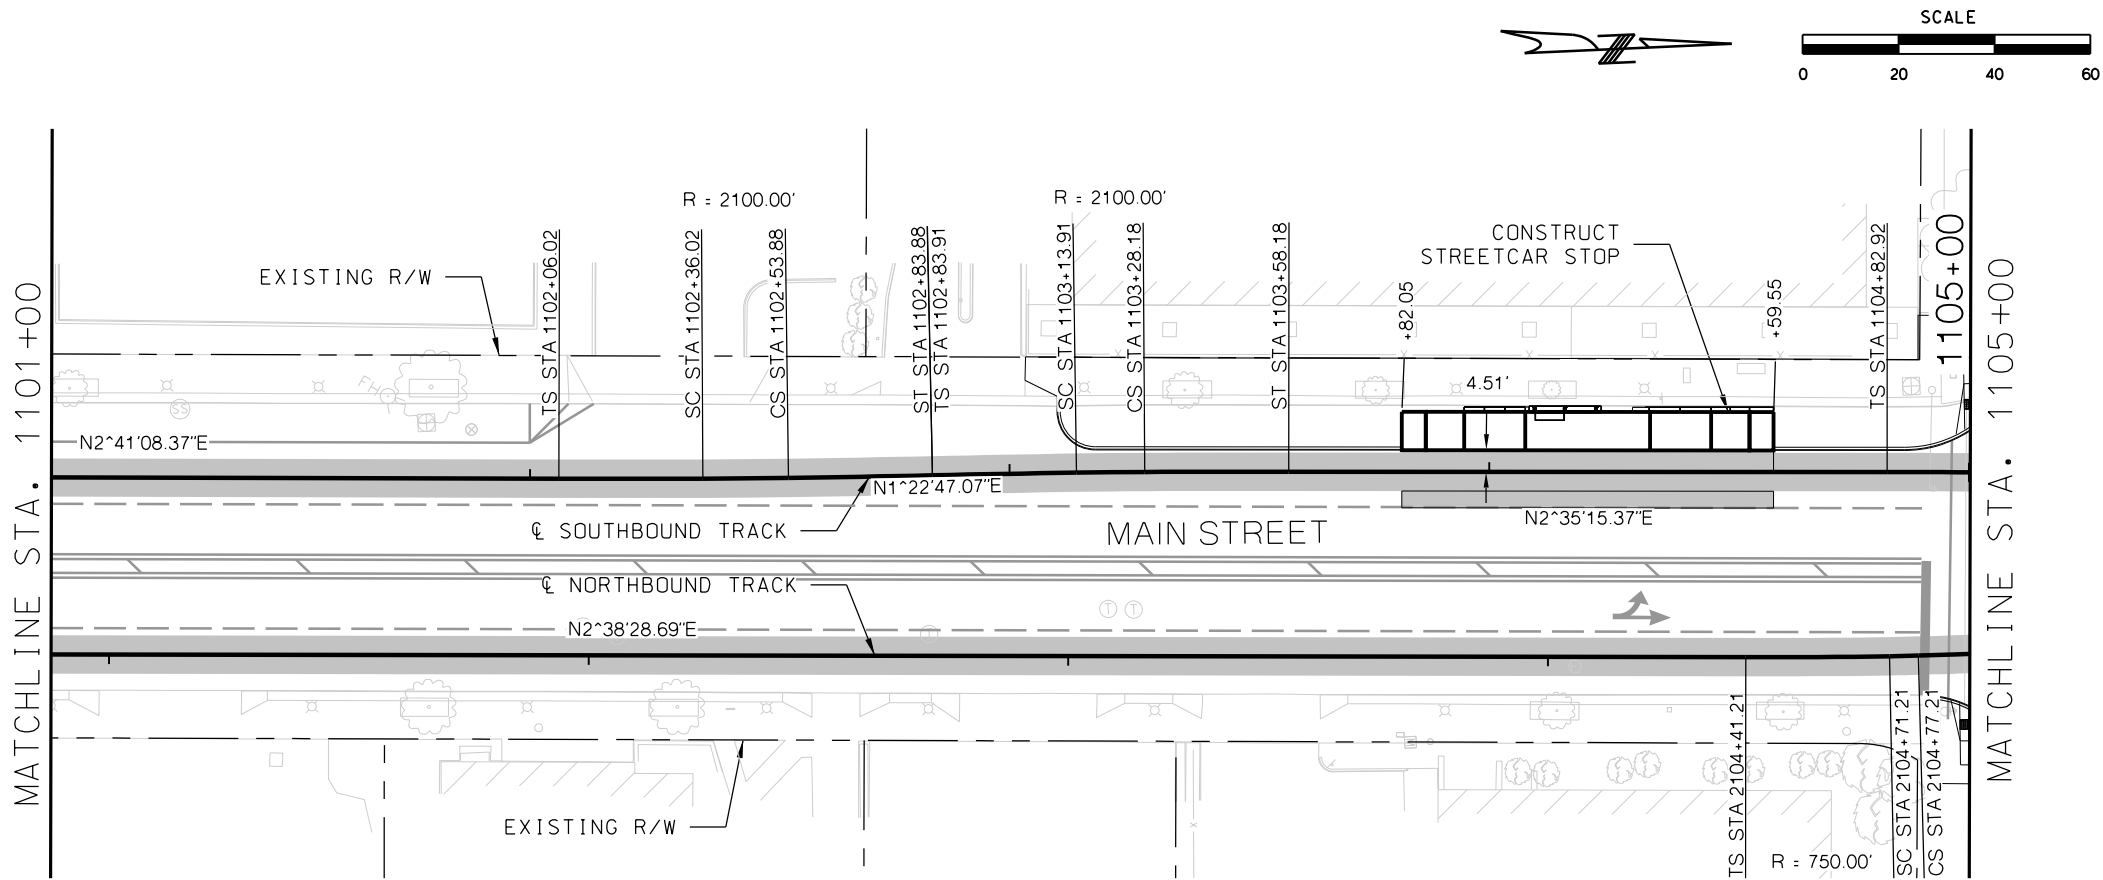 SCALE
0 20 40 60
R = 2100.00'
R = 2100.00'
CONSTRUCT
STREETCAR STOP
EXISTING R/W
TS STA 1102+06.02
SC STA 1102+36.02
CS STA 1102+53.88
ST STA 1102+83.88
TS STA 1102+83.91
SC STA 1103+13.91
CS STA 1103+28.18
ST STA 1103+58.18
+82.05
+59.55
TS STA 1104+82.92
1105+00
MATCHLINE STA. 1101+00
MATCHLINE STA. 1105+00
4.51'
FH
SS
N2^41'08.37"E
N1^22'47.07"E
N2^35'15.37"E
℄ SOUTHBOUND TRACK
MAIN STREET
℄ NORTHBOUND TRACK
T T
N2^38'28.69"E
T
EXISTING R/W
TS STA 2104+41.21
SC STA 2104+71.21
CS STA 2104+77.21
R = 750.00'